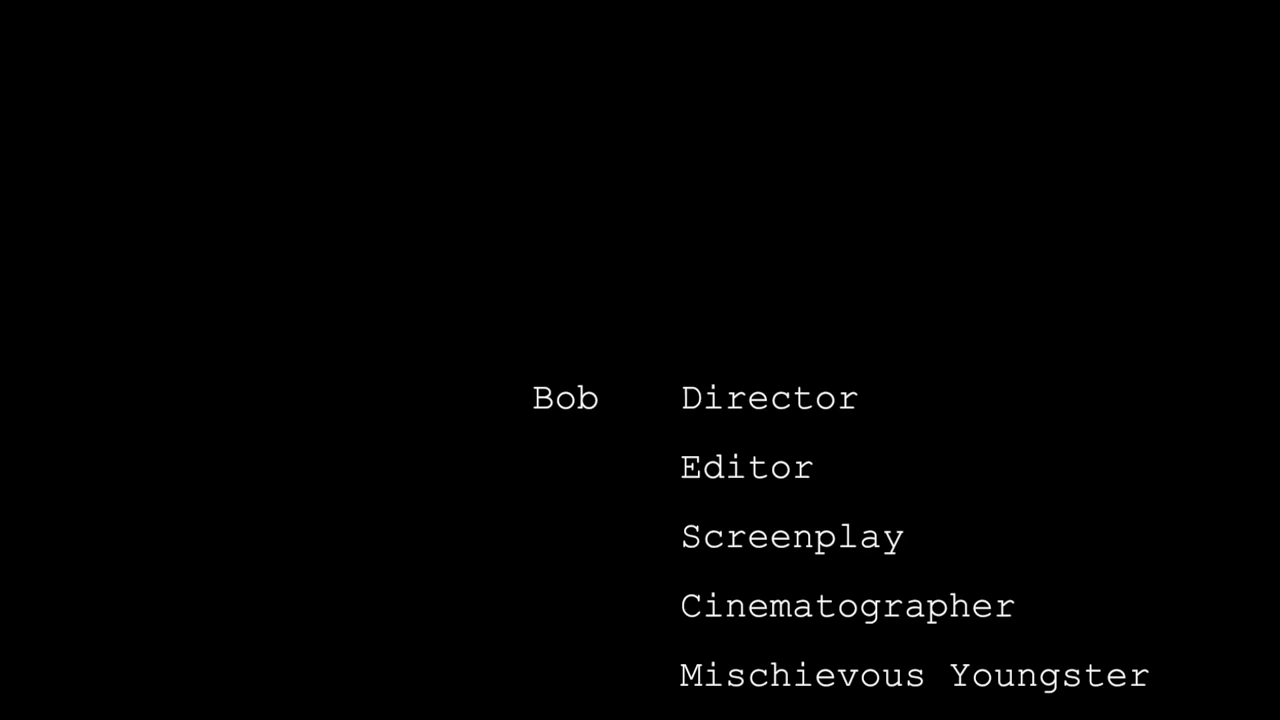 Bob    Director
Editor
Screenplay
Cinematographer
Mischievous Youngster